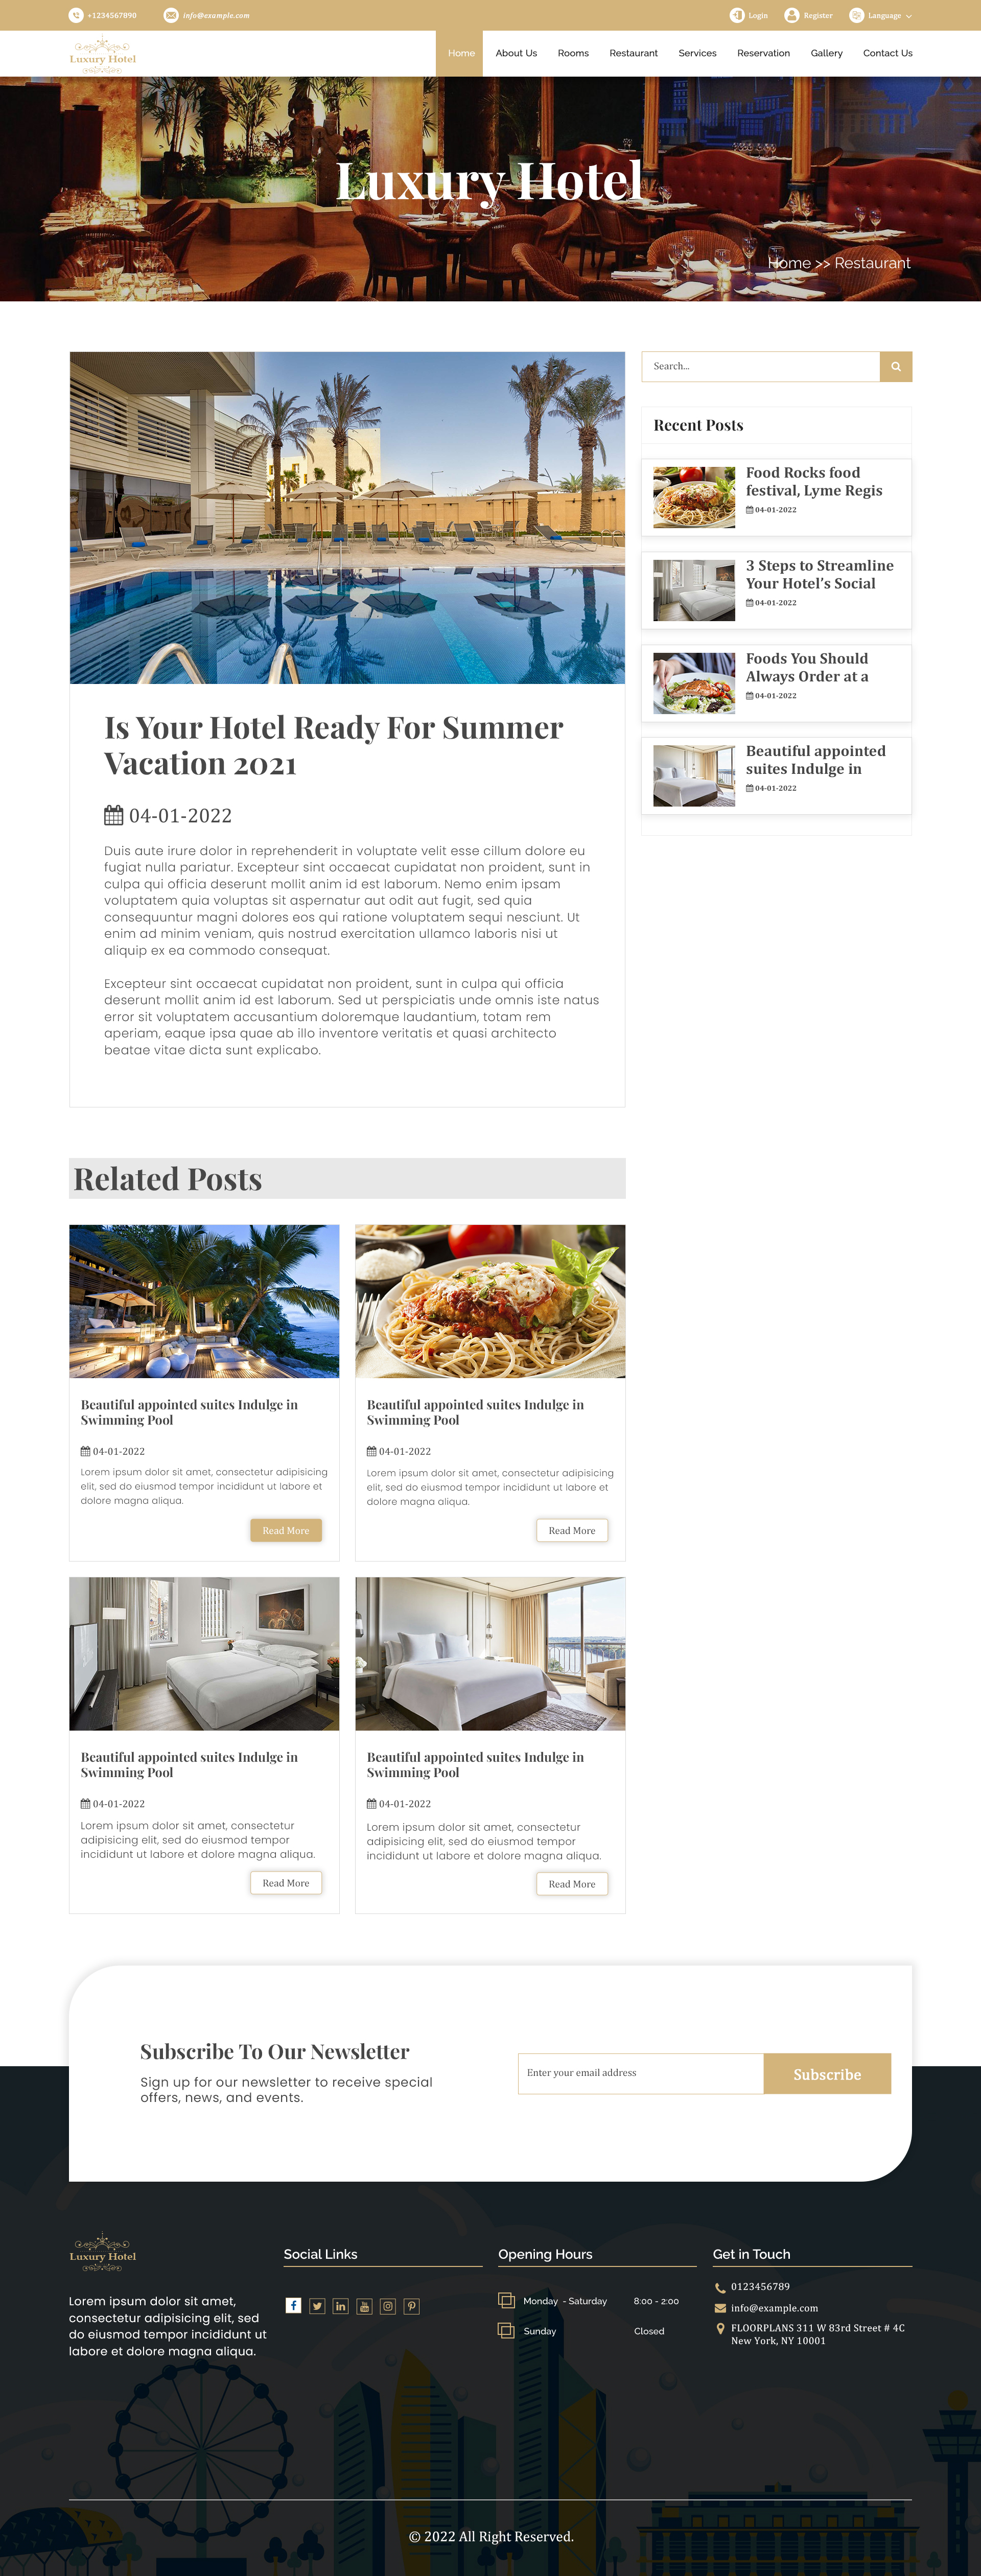 +1234567890
info@example.com
Login
Register
Language
Luxury Hotel
Home
About Us
Rooms
Restaurant
Services
Reservation
Gallery
Contact Us
Luxury Hotel
Home >> Restaurant
Search...
Recent Posts
Food Rocks food
festival, Lyme Regis
04-01-2022
3 Steps to Streamline
Your Hotel's Social
04-01-2022
Foods You Should
Always Order at a
04-01-2022
Beautiful appointed
suites Indulge in
04-01-2022
Is Your Hotel Ready For Summer
Vacation 2021
04-01-2022
Duis aute irure dolor in reprehenderit in voluptate velit esse cillum dolore eu
fugiat nulla pariatur. Excepteur sint occaecat cupidatat non proident, sunt in
culpa qui officia deserunt mollit anim id est laborum. Nemo enim ipsam
voluptatem quia voluptas sit aspernatur aut odit aut fugit, sed quia
consequuntur magni dolores eos qui ratione voluptatem sequi nesciunt. Ut
enim ad minim veniam, quis nostrud exercitation ullamco laboris nisi ut
aliquip ex ea commodo consequat.
Excepteur sint occaecat cupidatat non proident, sunt in culpa qui officia
deserunt mollit anim id est laborum. Sed ut perspiciatis unde omnis iste natus
error sit voluptatem accusantium doloremque laudantium, totam rem
aperiam, eaque ipsa quae ab illo inventore veritatis et quasi architecto
beatae vitae dicta sunt explicabo.
Related Posts
Beautiful appointed suites Indulge in
Swimming Pool
04-01-2022
Lorem ipsum dolor sit amet, consectetur adipisicing
elit, sed do eiusmod tempor incididunt ut labore et
dolore magna aliqua.
Read More
Beautiful appointed suites Indulge in
Swimming Pool
04-01-2022
Lorem ipsum dolor sit amet, consectetur adipisicing
elit, sed do eiusmod tempor incididunt ut labore et
dolore magna aliqua.
Read More
Beautiful appointed suites Indulge in
Swimming Pool
04-01-2022
Lorem ipsum dolor sit amet, consectetur
adipisicing elit, sed do eiusmod tempor
incididunt ut labore et dolore magna aliqua.
Read More
Beautiful appointed suites Indulge in
Swimming Pool
04-01-2022
Lorem ipsum dolor sit amet, consectetur
adipisicing elit, sed do eiusmod tempor
incididunt ut labore et dolore magna aliqua.
Read More
Subscribe To Our Newsletter
Sign up for our newsletter to receive special
offers, news, and events.
Enter your email address
Subscribe
Luxury Hotel
Lorem ipsum dolor sit amet,
consectetur adipisicing elit, sed
do eiusmod tempor incididunt ut
labore et dolore magna aliqua.
Social Links
Opening Hours
Monday - Saturday 8:00 - 2:00
Sunday Closed
Get in Touch
0123456789
info@example.com
FLOORPLANS 311 W 83rd Street # 4C
New York, NY 10001
© 2022 All Right Reserved.